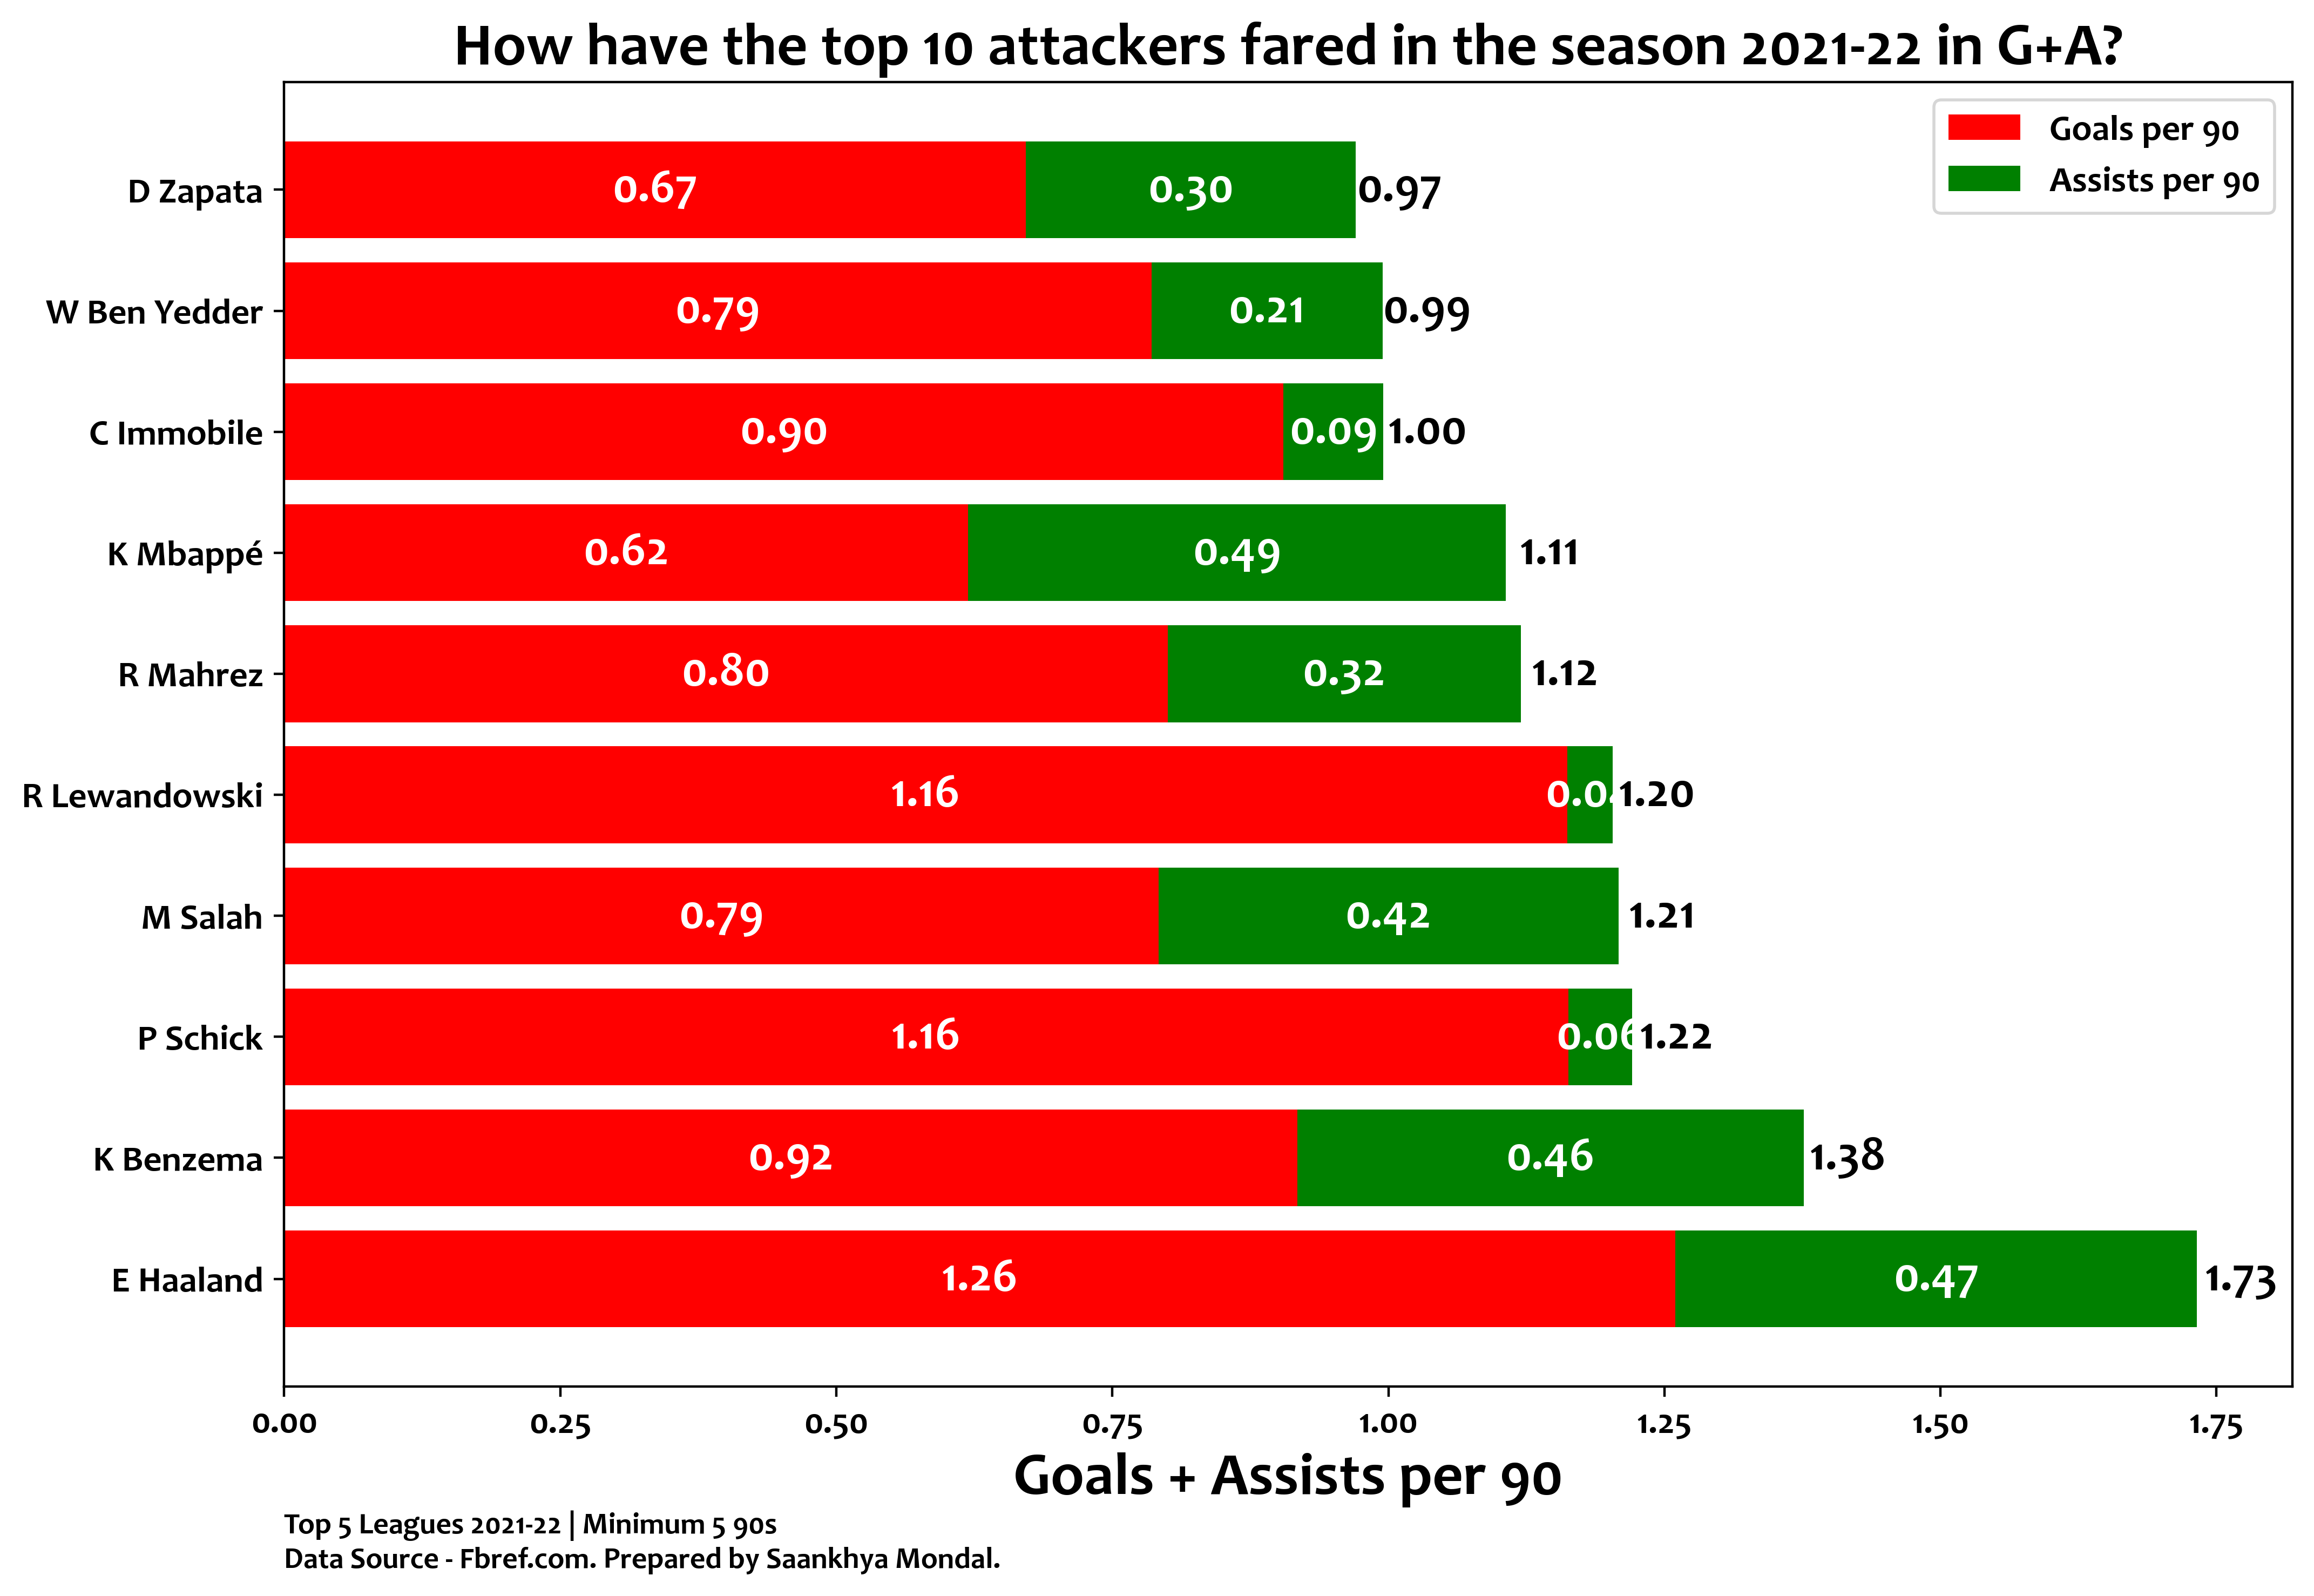 How have the top 10 attackers fared in the season 2021-22 in G+A?
Goals per 90
Assists per 90
D Zapata 0.67 0.30 0.97
W Ben Yedder 0.79 0.21 0.99
C Immobile 0.90 0.09 1.00
K Mbappé 0.62 0.49 1.11
R Mahrez 0.80 0.32 1.12
R Lewandowski 1.16 1.20
M Salah 0.79 0.42 1.21
P Schick 1.16 0.06 1.22
K Benzema 0.92 0.46 1.38
E Haaland 1.26 0.47 1.73
0.00 0.25 0.50 0.75 1.00 1.25 1.50 1.75
Goals + Assists per 90
Top 5 Leagues 2021-22 | Minimum 5 90s
Data Source - Fbref.com. Prepared by Saankhya Mondal.